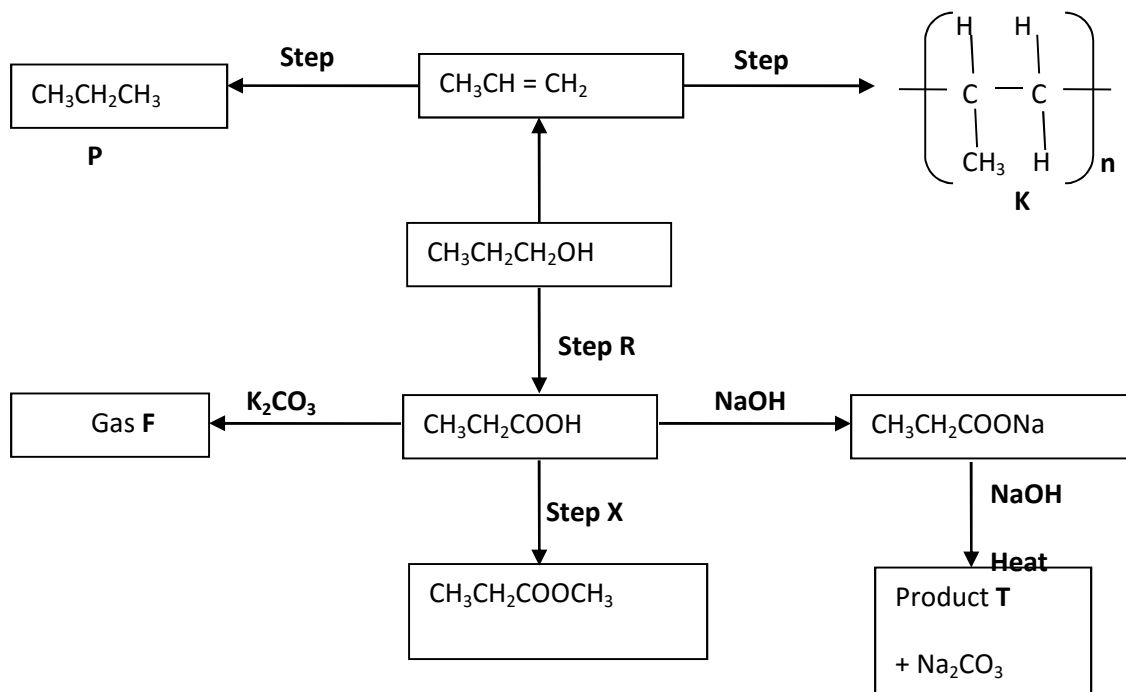 Step
Step
CH₃CH₂CH₃
P
CH₃CH = CH₂
H H
C C
CH₃ H
n
K
CH₃CH₂CH₂OH
Step R
K₂CO₃
NaOH
Gas F
CH₃CH₂COOH
CH₃CH₂COONa
Step X
NaOH
Heat
CH₃CH₂COOCH₃
Product T
+ Na₂CO₃